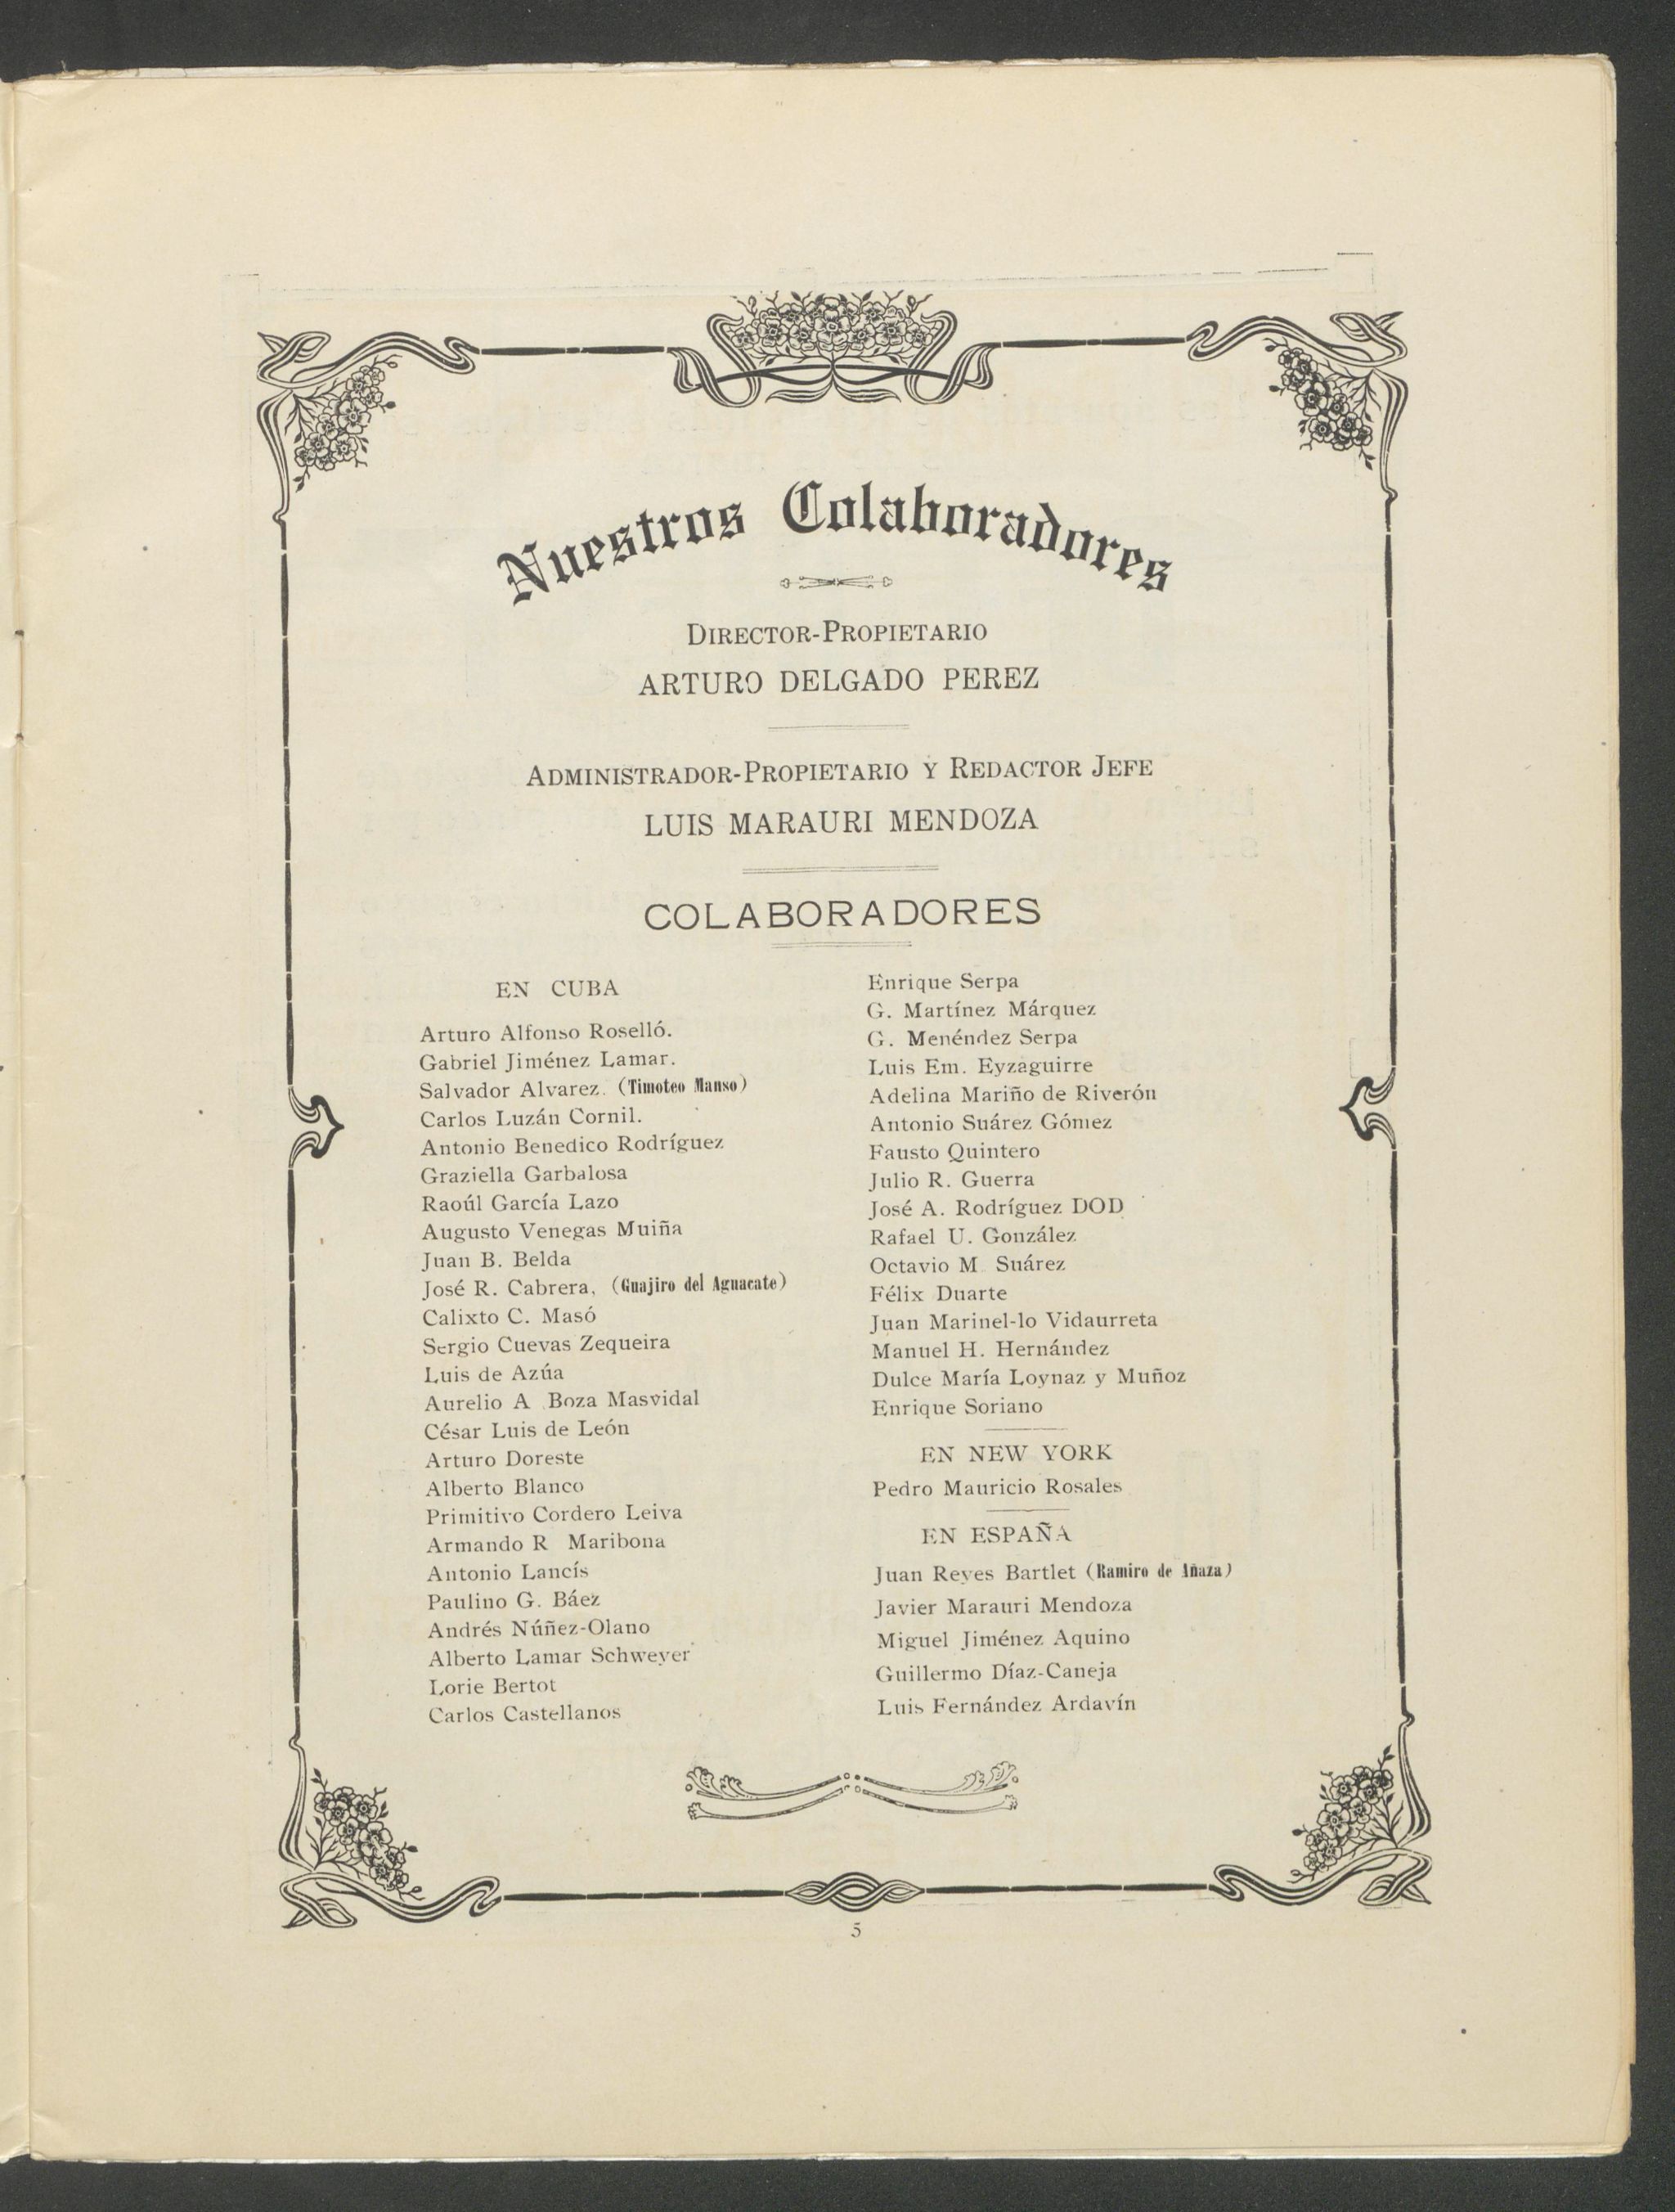 Nuestros Colaboradores
DIRECTOR-PROPIETARIO
ARTURO DELGADO PEREZ
ADMINISTRADOR-PROPIETARIO Y REDACTOR JEFE
LUIS MARAURI MENDOZA
COLABORADORES
EN CUBA
Arturo Alfonso Roselló.
Gabriel Jiménez Lamar.
Salvador Alvarez. (Timoteo Manso)
Carlos Luzán Cornil.
Antonio Benedico Rodríguez
Graziella Garbalosa
Raoúl García Lazo
Augusto Venegas Muiña
Juan B. Belda
José R. Cabrera, (Guajiro del Aguacate)
Calixto C. Masó
Sergio Cuevas Zequeira
Luis de Azúa
Aurelio A Boza Masvidal
César Luis de León
Arturo Doreste
Alberto Blanco
Primitivo Cordero Leiva
Armando R Maribona
Antonio Lancís
Paulino G. Báez
Andrés Núñez-Olano
Alberto Lamar Schweyer
Lorie Bertot
Carlos Castellanos
Enrique Serpa
G. Martínez Márquez
G. Menéndez Serpa
Luis Em. Eyzaguirre
Adelina Mariño de Riverón
Antonio Suárez Gómez
Fausto Quintero
Julio R. Guerra
José A. Rodríguez DOD
Rafael U. González
Octavio M Suárez
Félix Duarte
Juan Marinel-lo Vidaurreta
Manuel H. Hernández
Dulce María Loynaz y Muñoz
Enrique Soriano
EN NEW YORK
Pedro Mauricio Rosales
EN ESPAÑA
Juan Reyes Bartlet (Ramiro de Añaza)
Javier Marauri Mendoza
Miguel Jiménez Aquino
Guillermo Díaz-Caneja
Luis Fernández Ardavín
5